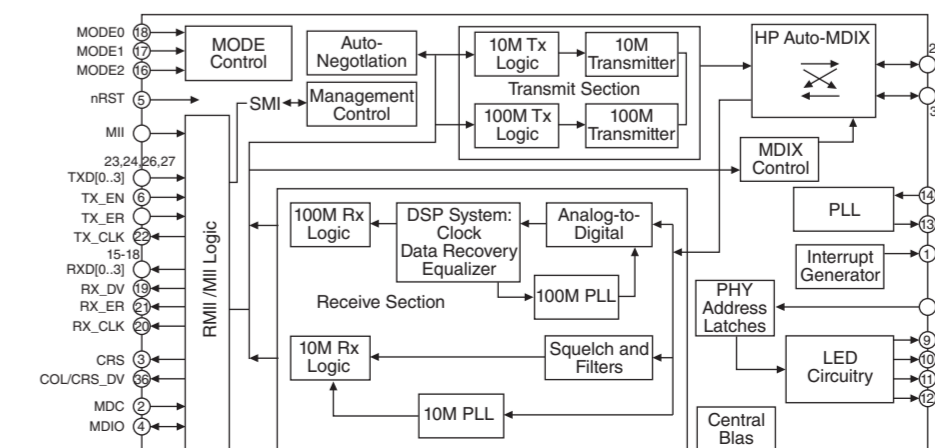 MODE0 18
MODE1 17
MODE2 16
nRST 5
MII
23,24,26,27
TXD[0..3]
TX_EN 6
TX_ER
TX_CLK 22
15-18
RXD[0..3]
RX_DV 19
RX_ER 21
RX_CLK 20
CRS 3
COL/CRS_DV 36
MDC 2
MDIO 4
MODE
Control
RMII /MII Logic
Auto-
Negotlation
SMI
Management
Control
10M Tx
Logic
10M
Transmitter
Transmit Section
100M Tx
Logic
100M
Transmitter
HP Auto-MDIX
MDIX
Control
100M Rx
Logic
DSP System:
Clock
Data Recovery
Equalizer
Analog-to-
Digital
100M PLL
Receive Section
10M Rx
Logic
Squelch and
Filters
10M PLL
PLL
Interrupt
Generator
PHY
Address
Latches
LED
Circuitry
Central
Blas
2
3
14
13
1
9
10
11
12